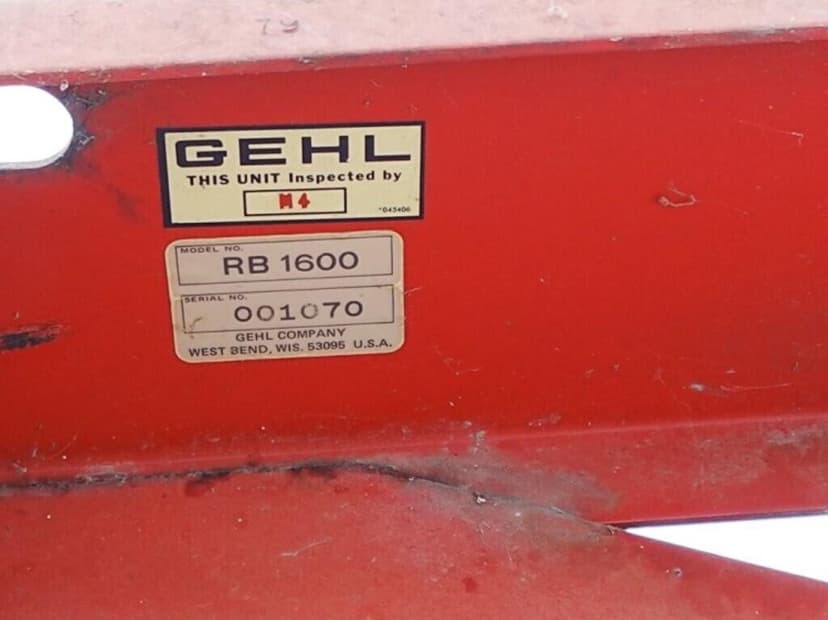 79
GEHL
THIS UNIT Inspected by
M4
*043406
MODEL NO.
RB 1600
SERIAL NO.
001070
GEHL COMPANY
WEST BEND, WIS. 53095 U.S.A.